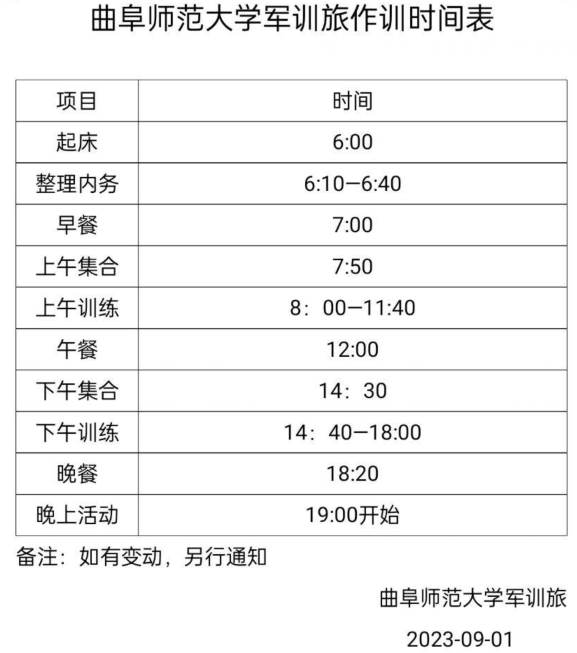 曲阜师范大学军训旅作训时间表
项目 时间
起床 6:00
整理内务 6:10—6:40
早餐 7:00
上午集合 7:50
上午训练 8：00—11:40
午餐 12:00
下午集合 14：30
下午训练 14：40—18:00
晚餐 18:20
晚上活动 19:00开始
备注：如有变动，另行通知
曲阜师范大学军训旅
2023-09-01